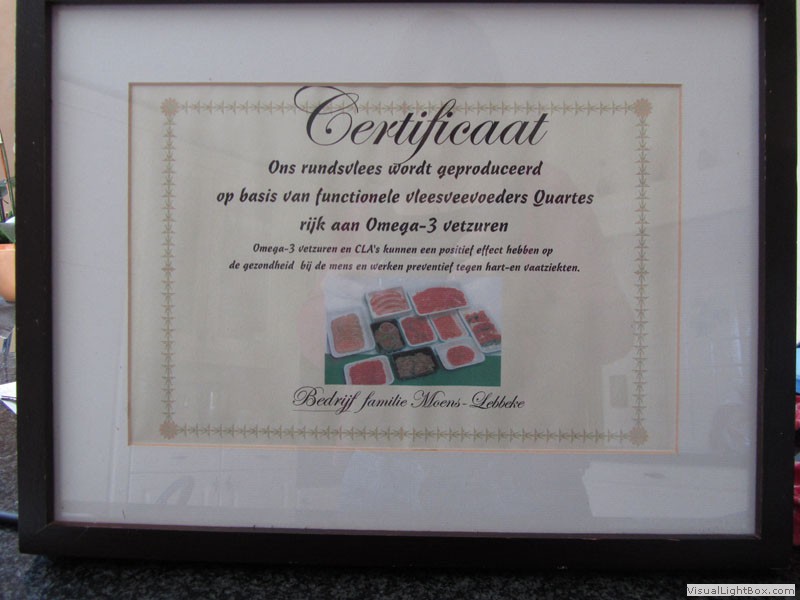 Certificaat
Ons rundsvlees wordt geproduceerd
op basis van functionele vleesveevoeders Quartes
rijk aan Omega-3 vetzuren
Omega-3 vetzuren en CLA's kunnen een positief effect hebben op
de gezondheid bij de mens en werken preventief tegen hart-en vaatziekten.
Bedrijf familie Moens-Lebbeke
VisualLightBox.com